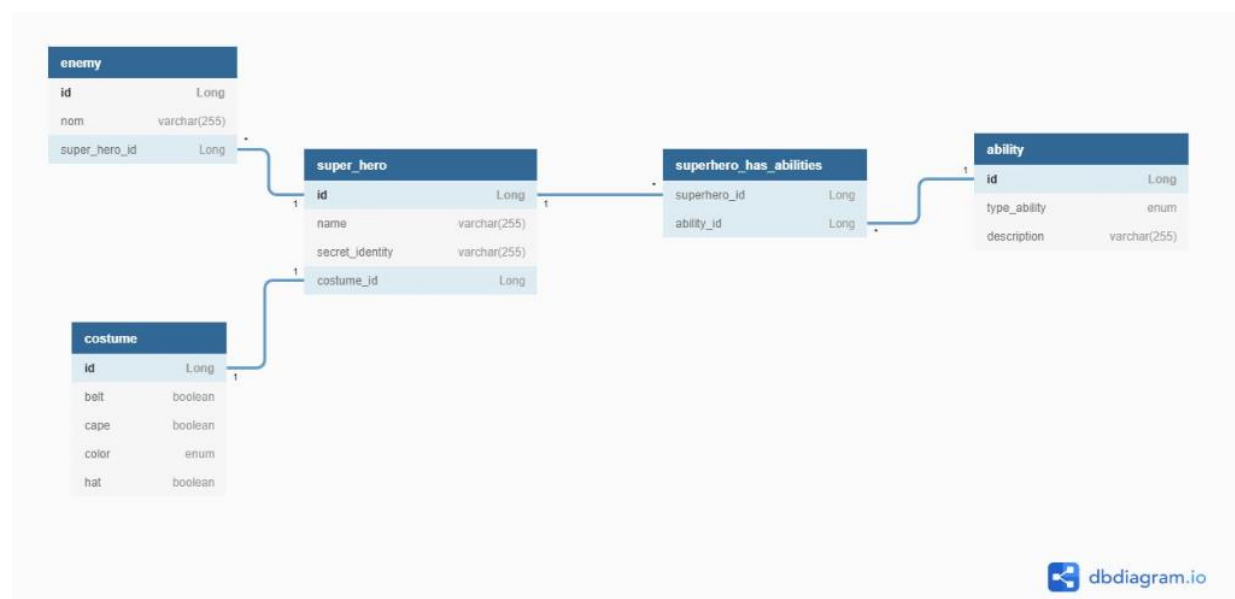 enemy
id Long
nom varchar(255)
super_hero_id Long
*
1
super_hero
id Long
1
name varchar(255)
secret_identity varchar(255)
1
costume_id Long
*
superhero_has_abilities
superhero_id Long
ability_id Long
*
1
ability
id Long
type_ability enum
description varchar(255)
costume
id Long
1
belt boolean
cape boolean
color enum
hat boolean
dbdiagram.io